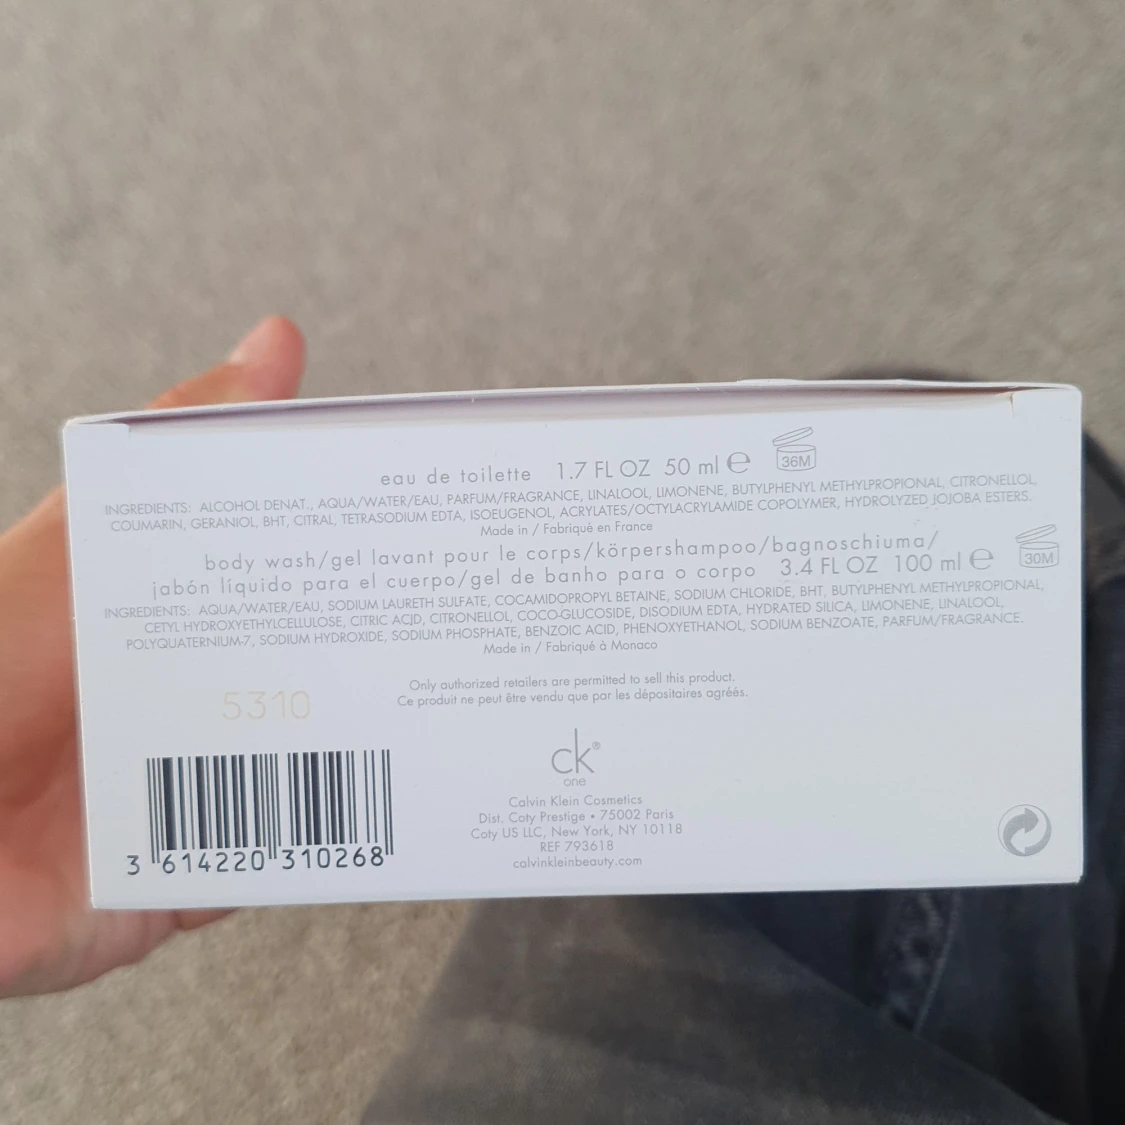 eau de toilette 1.7 FL OZ 50 ml ℮ 36M
INGREDIENTS: ALCOHOL DENAT., AQUA/WATER/EAU, PARFUM/FRAGRANCE, LINALOOL, LIMONENE, BUTYLPHENYL METHYLPROPIONAL, CITRONELLOL,
COUMARIN, GERANIOL, BHT, CITRAL, TETRASODIUM EDTA, ISOEUGENOL, ACRYLATES/OCTYLACRYLAMIDE COPOLYMER, HYDROLYZED JOJOBA ESTERS.
Made in / Fabriqué en France
body wash/gel lavant pour le corps/körpershampoo/bagnoschiuma/
jabón líquido para el cuerpo/gel de banho para o corpo 3.4 FL OZ 100 ml ℮ 30M
INGREDIENTS: AQUA/WATER/EAU, SODIUM LAURETH SULFATE, COCAMIDOPROPYL BETAINE, SODIUM CHLORIDE, BHT, BUTYLPHENYL METHYLPROPIONAL,
CETYL HYDROXYETHYLCELLULOSE, CITRIC ACID, CITRONELLOL, COCO-GLUCOSIDE, DISODIUM EDTA, HYDRATED SILICA, LIMONENE, LINALOOL,
POLYQUATERNIUM-7, SODIUM HYDROXIDE, SODIUM PHOSPHATE, BENZOIC ACID, PHENOXYETHANOL, SODIUM BENZOATE, PARFUM/FRAGRANCE.
Made in / Fabriqué à Monaco
Only authorized retailers are permitted to sell this product.
Ce produit ne peut être vendu que par les dépositaires agréés.
5310
ck®
one
Calvin Klein Cosmetics
Dist. Coty Prestige • 75002 Paris
Coty US LLC, New York, NY 10118
REF 793618
calvinkleinbeauty.com
3 614220 310268